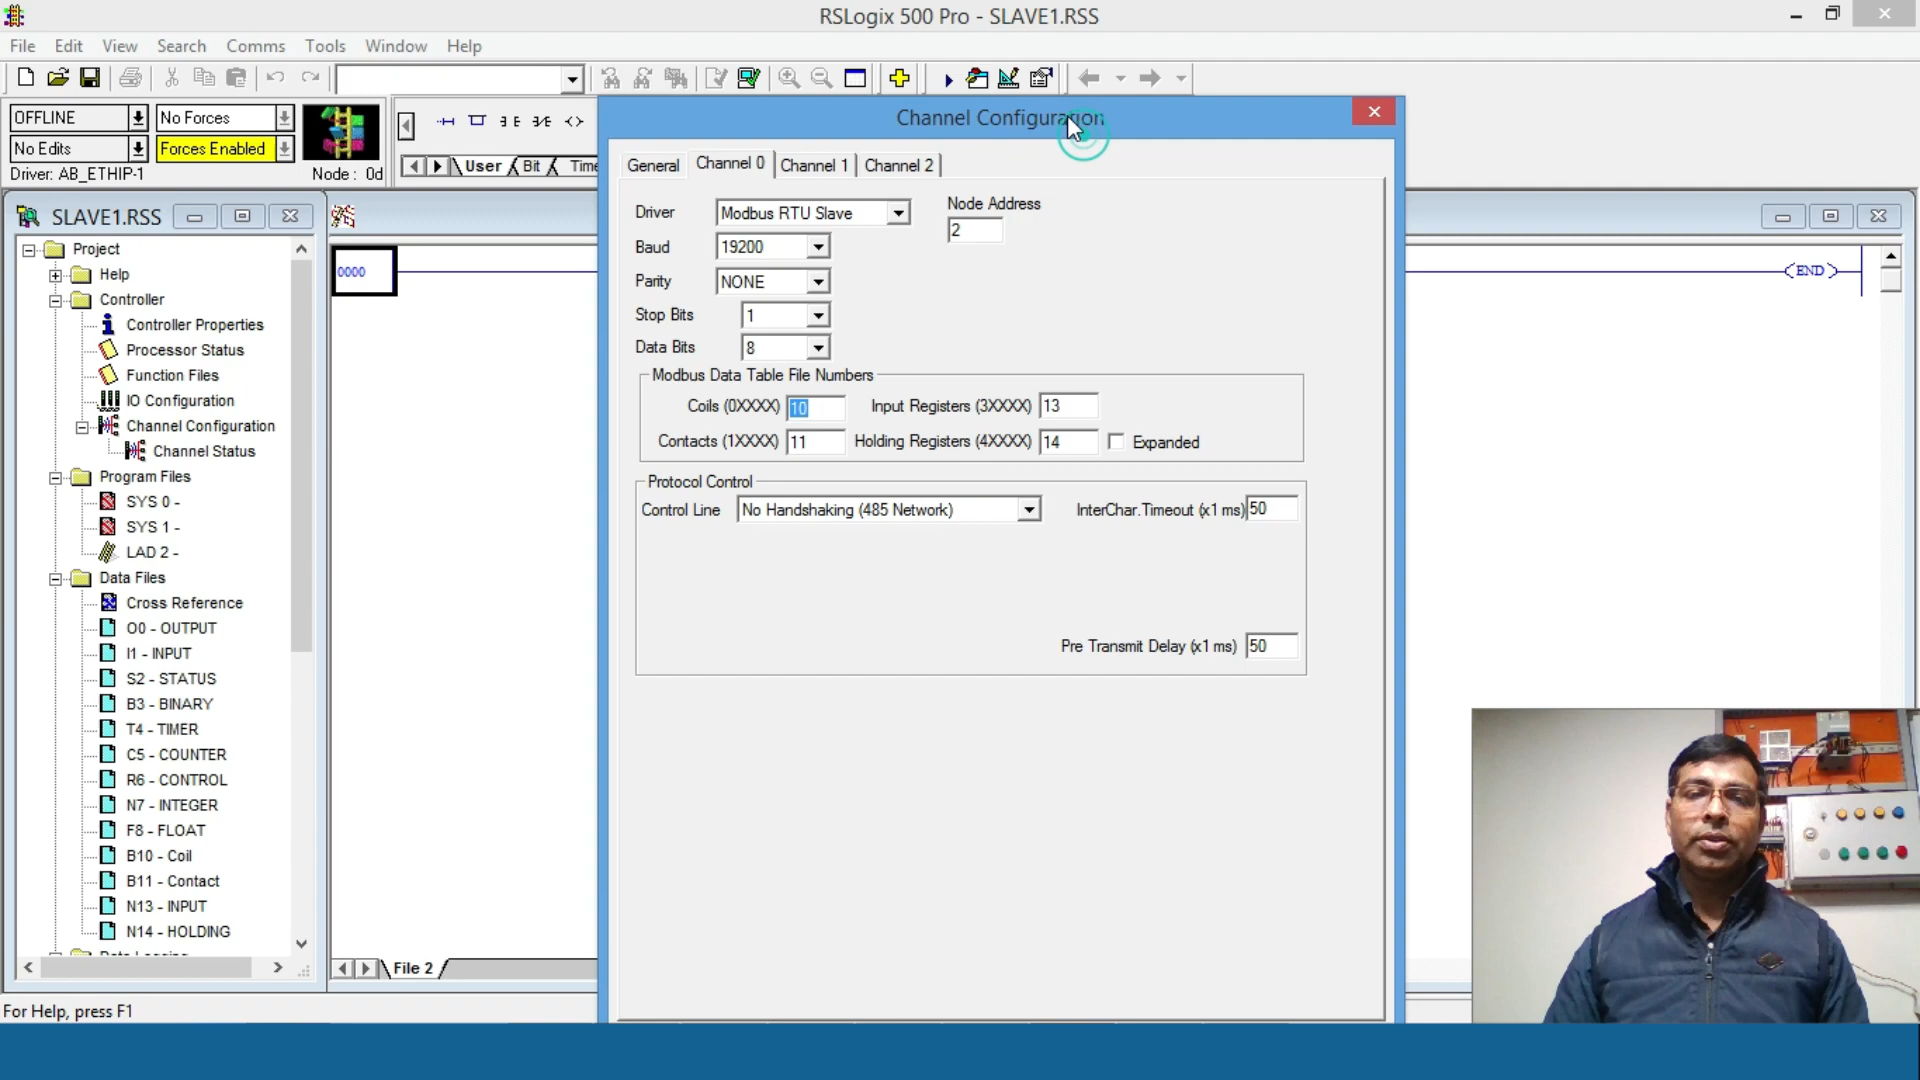 RSLogix 500 Pro - SLAVE1.RSS
File Edit View Search Comms Tools Window Help
OFFLINE No Forces
No Edits Forces Enabled
Driver: AB_ETHIP-1 Node : 0d
User Bit Time
SLAVE1.RSS
Project
Help
Controller
Controller Properties
Processor Status
Function Files
IO Configuration
Channel Configuration
Channel Status
Program Files
SYS 0 -
SYS 1 -
LAD 2 -
Data Files
Cross Reference
O0 - OUTPUT
I1 - INPUT
S2 - STATUS
B3 - BINARY
T4 - TIMER
C5 - COUNTER
R6 - CONTROL
N7 - INTEGER
F8 - FLOAT
B10 - Coil
B11 - Contact
N13 - INPUT
N14 - HOLDING
Data Logging
0000
END
File 2
Channel Configuration
General Channel 0 Channel 1 Channel 2
Driver Modbus RTU Slave Node Address
2
Baud 19200
Parity NONE
Stop Bits 1
Data Bits 8
Modbus Data Table File Numbers
Coils (0XXXX) 10 Input Registers (3XXXX) 13
Contacts (1XXXX) 11 Holding Registers (4XXXX) 14 Expanded
Protocol Control
Control Line No Handshaking (485 Network) InterChar.Timeout (x1 ms) 50
Pre Transmit Delay (x1 ms) 50
For Help, press F1